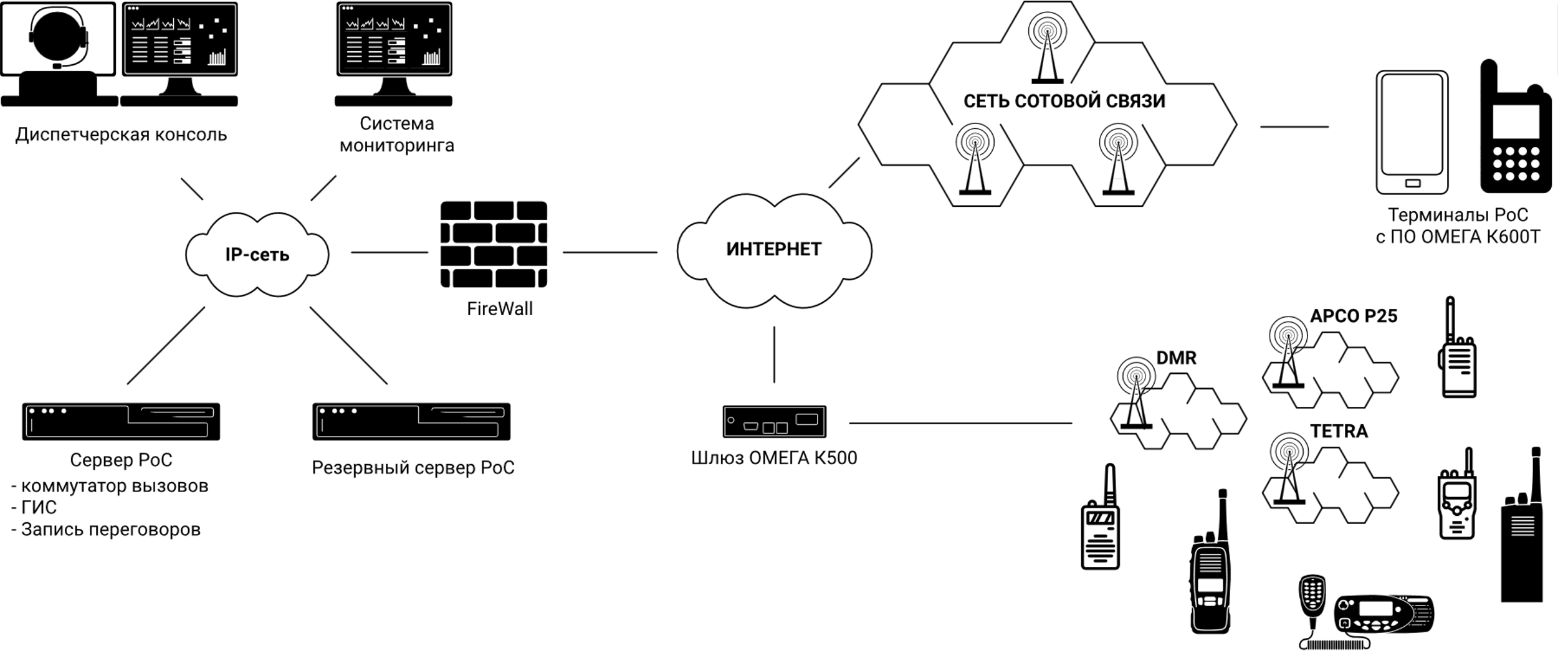 Диспетчерская консоль
Система
мониторинга
СЕТЬ СОТОВОЙ СВЯЗИ
Терминалы PoC
с ПО ОМЕГА К600Т
IP-сеть
FireWall
ИНТЕРНЕТ
APCO P25
DMR
TETRA
Сервер PoC
- коммутатор вызовов
- ГИС
- Запись переговоров
Резервный сервер PoC
Шлюз ОМЕГА К500